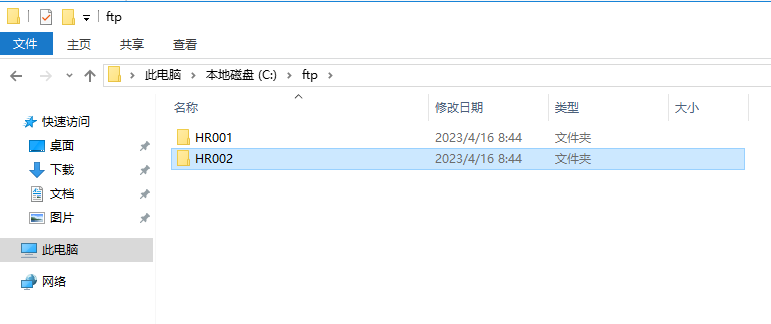 ftp
文件 主页 共享 查看
此电脑 本地磁盘 (C:) ftp
名称 修改日期 类型 大小
快速访问
HR001 2023/4/16 8:44 文件夹
桌面
HR002 2023/4/16 8:44 文件夹
下载
文档
图片
此电脑
网络